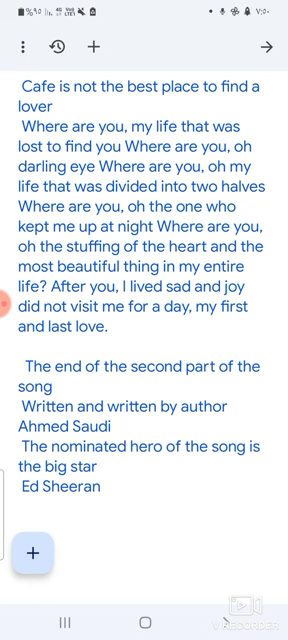 %٩٥ ٧:٥٠
Cafe is not the best place to find a
lover
Where are you, my life that was
lost to find you Where are you, oh
darling eye Where are you, oh my
life that was divided into two halves
Where are you, oh the one who
kept me up at night Where are you,
oh the stuffing of the heart and the
most beautiful thing in my entire
life? After you, I lived sad and joy
did not visit me for a day, my first
and last love.
The end of the second part of the
song
Written and written by author
Ahmed Saudi
The nominated hero of the song is
the big star
Ed Sheeran
V RECORDER